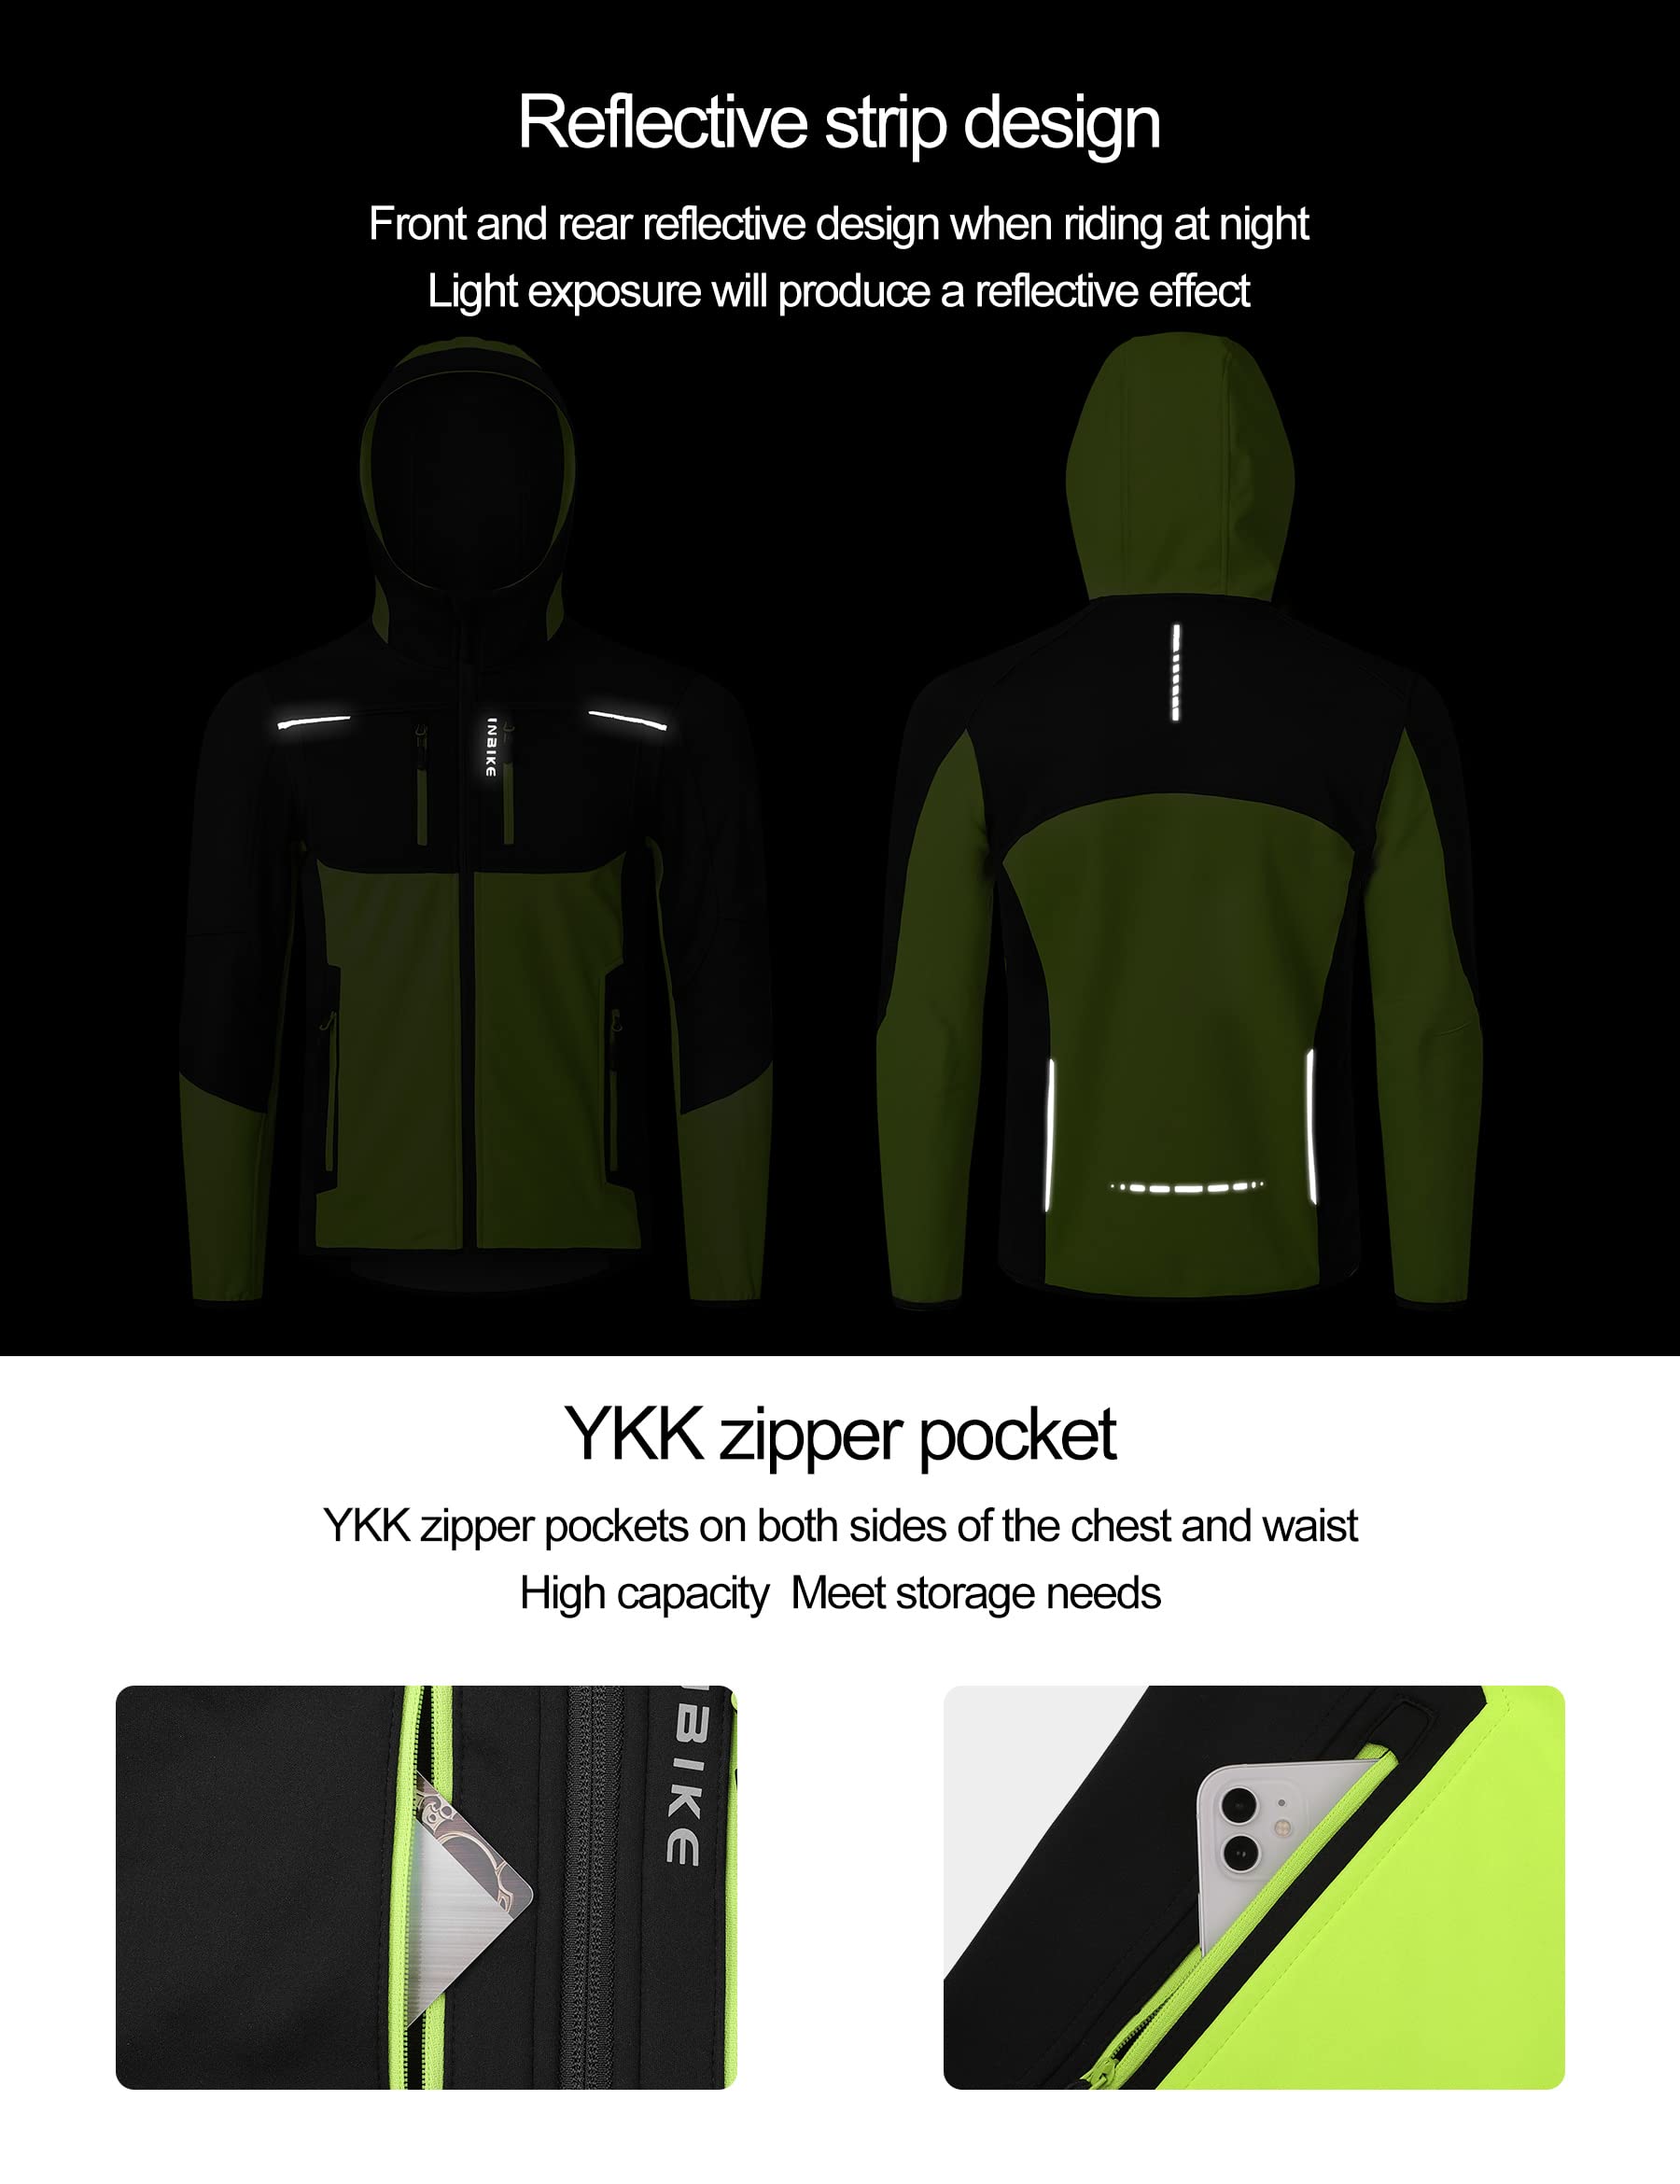 Reflective strip design
Front and rear reflective design when riding at night
Light exposure will produce a reflective effect
INBIKE
YKK zipper pocket
YKK zipper pockets on both sides of the chest and waist
High capacity  Meet storage needs
BIKE